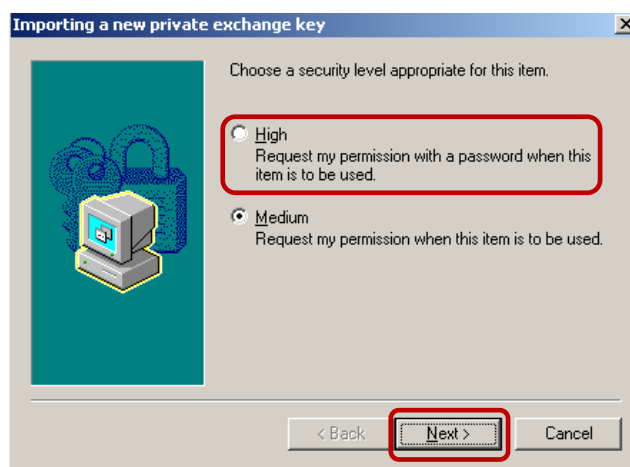 Importing a new private exchange key
Choose a security level appropriate for this item.
High
Request my permission with a password when this
item is to be used.
Medium
Request my permission when this item is to be used.
< Back
Next >
Cancel